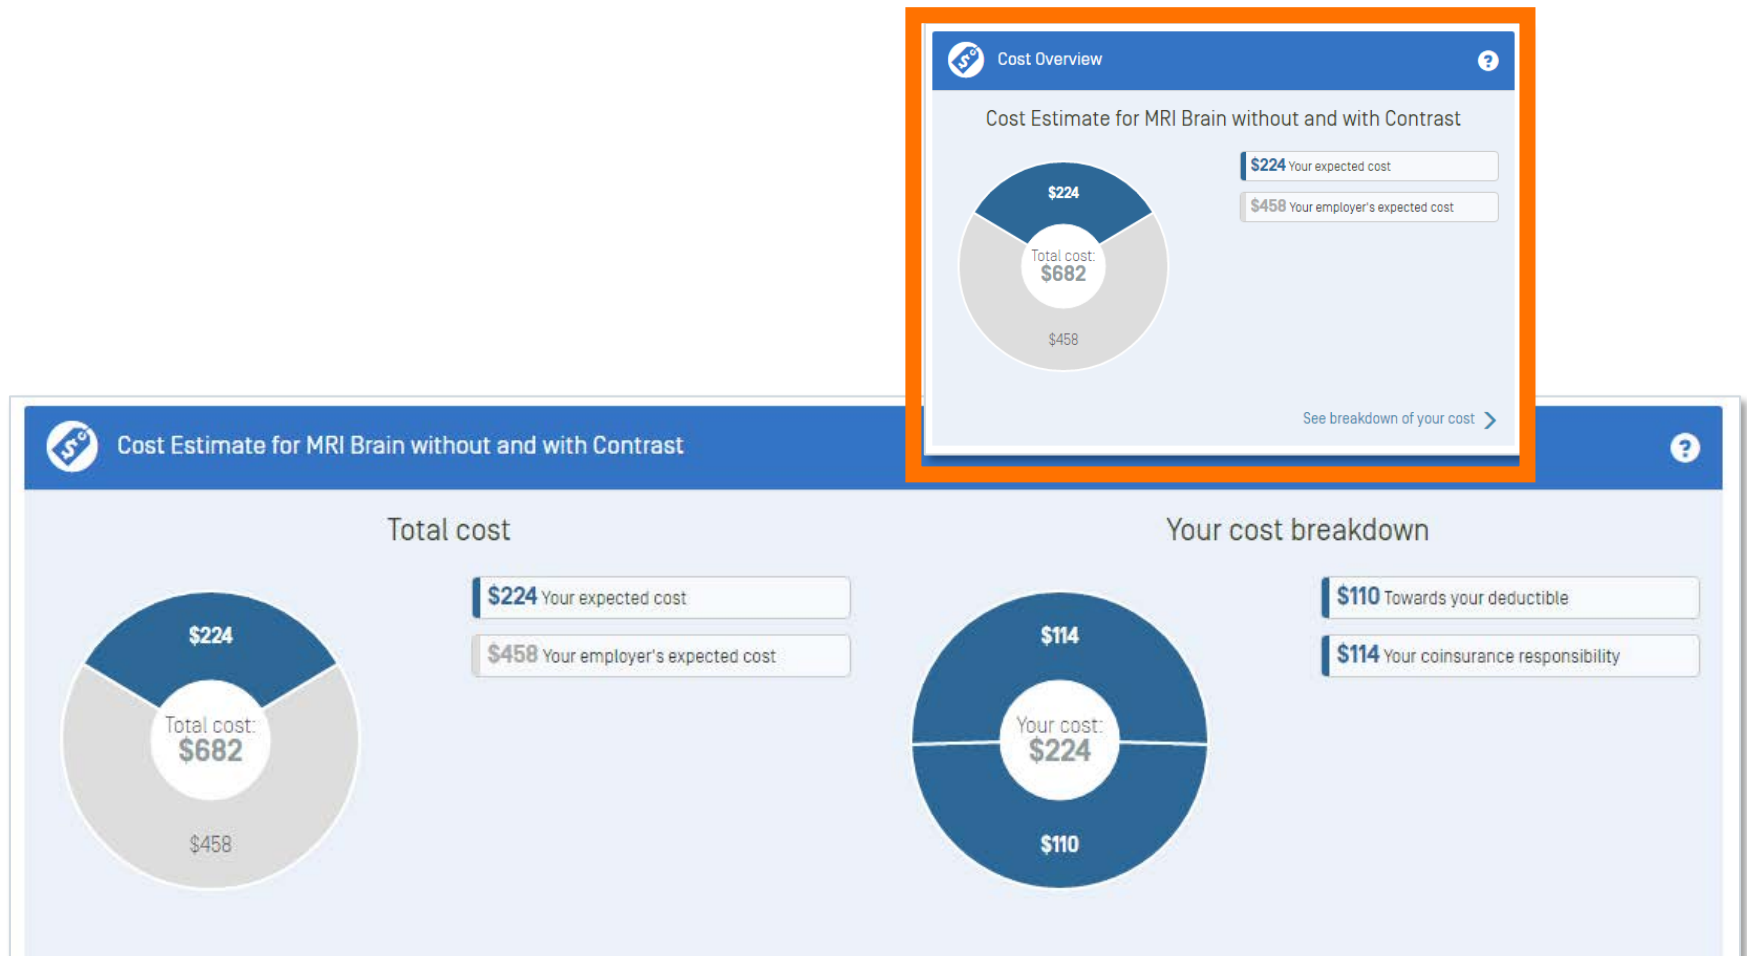 Cost Overview
?
Cost Estimate for MRI Brain without and with Contrast
$224
$224 Your expected cost
$458 Your employer's expected cost
Total cost:
$682
$458
See breakdown of your cost
Cost Estimate for MRI Brain without and with Contrast
?
Total cost
$224
$224 Your expected cost
$458 Your employer's expected cost
Total cost:
$682
$458
Your cost breakdown
$114
$110 Towards your deductible
$114 Your coinsurance responsibility
Your cost:
$224
$110